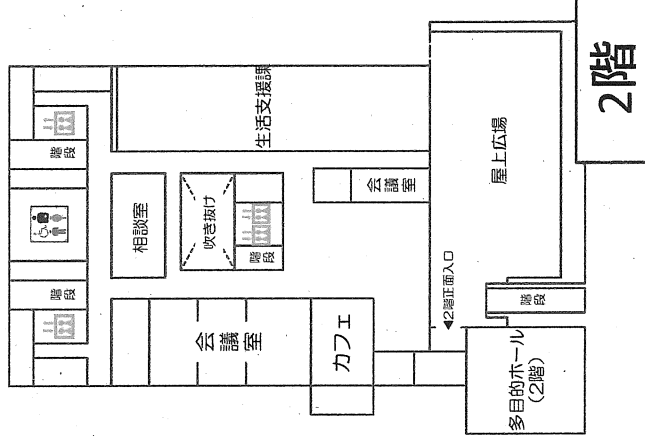 2階
生活支援課
階段
相談室
吹き抜け
階段
会議室
屋上広場
階段
会議室
カフェ
◀2階正面入口
階段
多目的ホール
(2階)